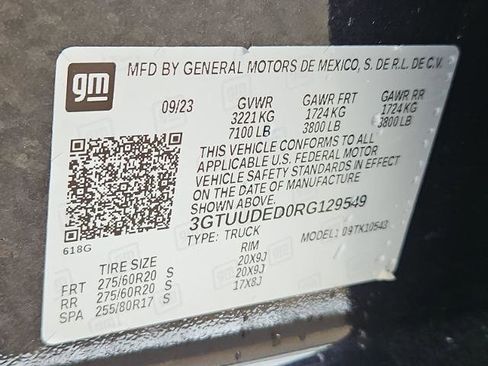 gm
MFD BY GENERAL MOTORS DE MEXICO, S. DE R.L. DE C.V.
09/23 GVWR GAWR FRT GAWR RR
3221 KG 1724 KG 1724 KG
7100 LB 3800 LB 3800 LB
THIS VEHICLE CONFORMS TO ALL
APPLICABLE U.S. FEDERAL MOTOR
VEHICLE SAFETY STANDARDS IN EFFECT
ON THE DATE OF MANUFACTURE
SHOWN ABOVE.
3GTUUDED0RG129549
618G TYPE: TRUCK MODEL: 09TK10543
TIRE SIZE RIM
FRT 275/60R20 S 20X9J
RR 275/60R20 S 20X9J
SPA 255/80R17 S 17X8J